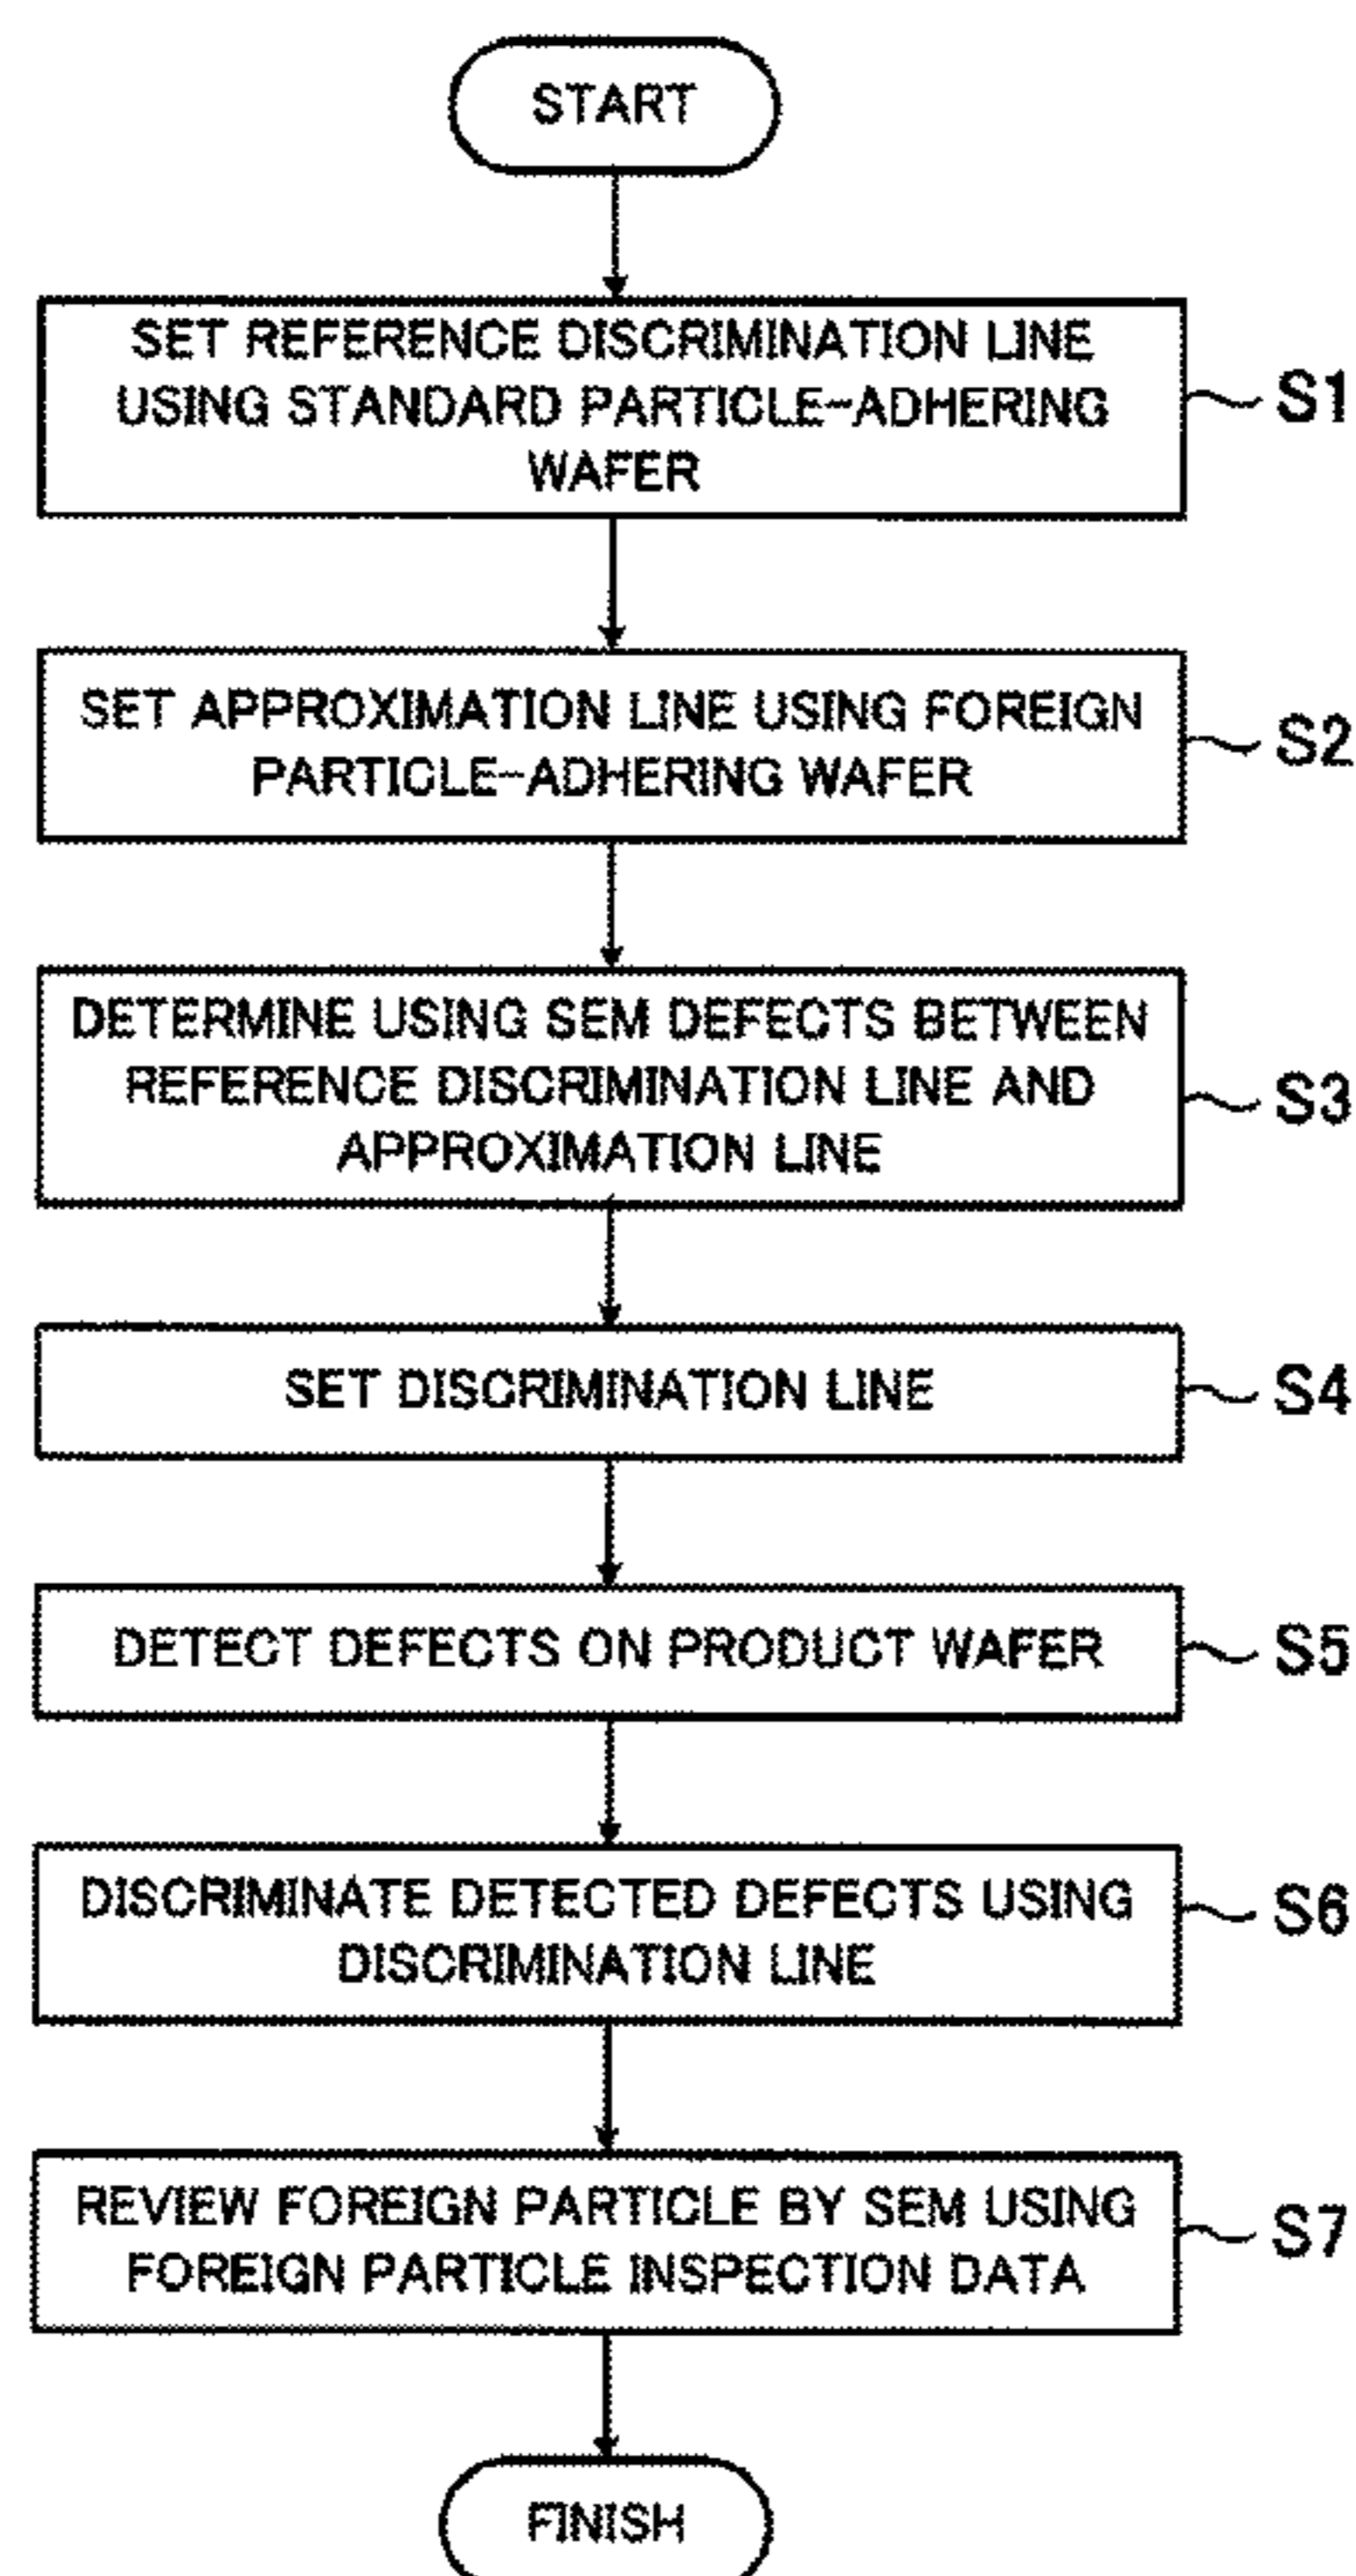 START
SET REFERENCE DISCRIMINATION LINE
USING STANDARD PARTICLE-ADHERING
WAFER
S1
SET APPROXIMATION LINE USING FOREIGN
PARTICLE-ADHERING WAFER
S2
DETERMINE USING SEM DEFECTS BETWEEN
REFERENCE DISCRIMINATION LINE AND
APPROXIMATION LINE
S3
SET DISCRIMINATION LINE
S4
DETECT DEFECTS ON PRODUCT WAFER
S5
DISCRIMINATE DETECTED DEFECTS USING
DISCRIMINATION LINE
S6
REVIEW FOREIGN PARTICLE BY SEM USING
FOREIGN PARTICLE INSPECTION DATA
S7
FINISH